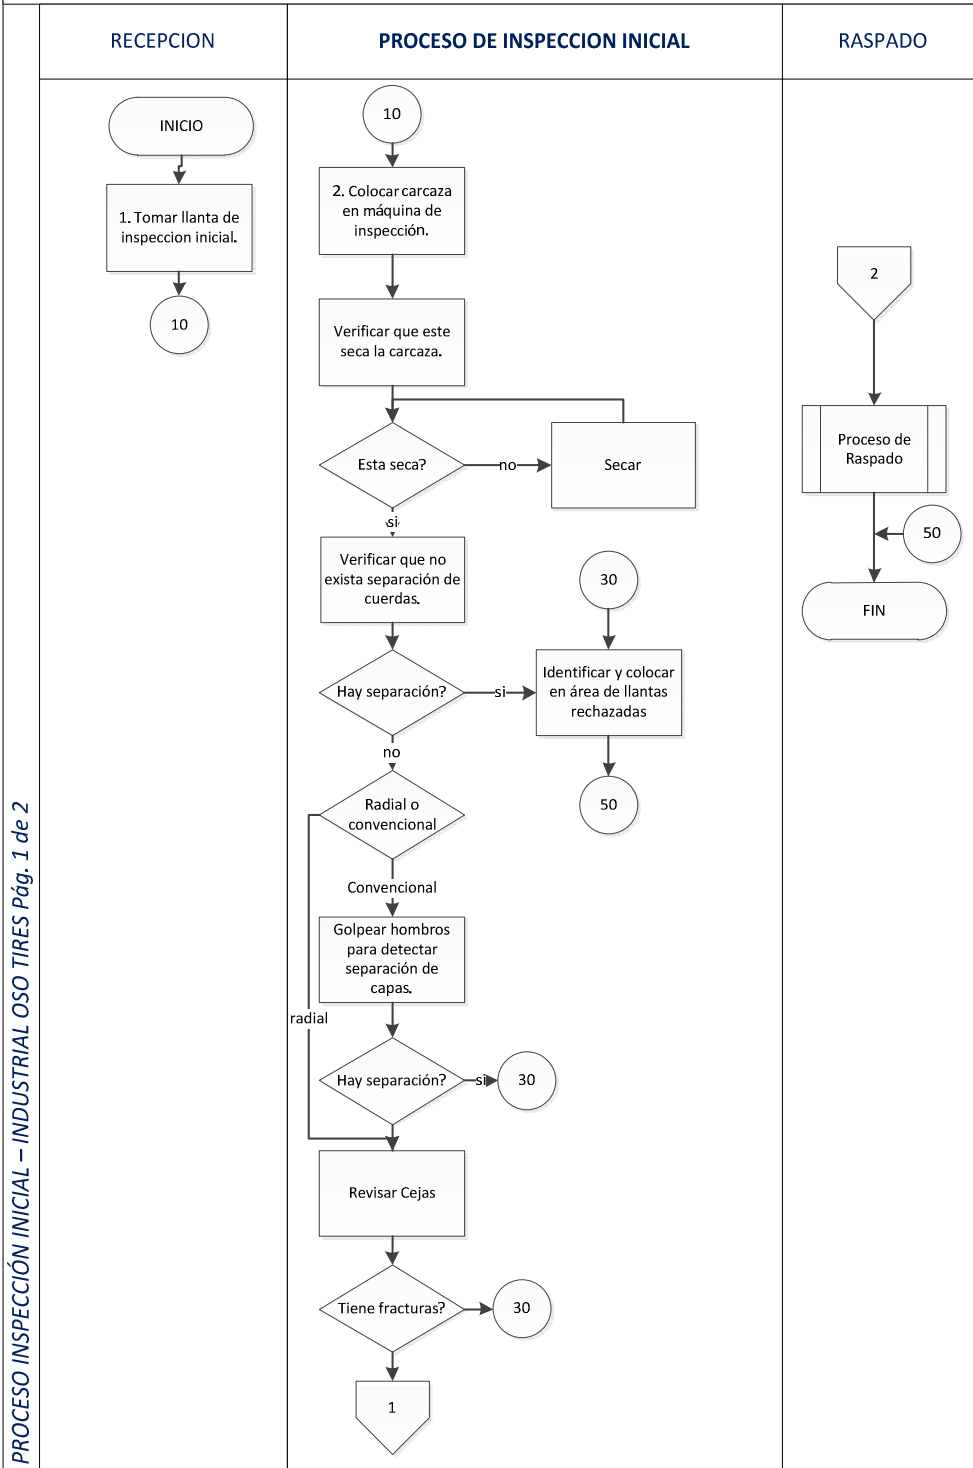 RECEPCION
PROCESO DE INSPECCION INICIAL
RASPADO
INICIO
1. Tomar llanta de
inspeccion inicial.
10
10
2. Colocar carcaza
en máquina de
inspección.
Verificar que este
seca la carcaza.
Esta seca?
no
Secar
si
Verificar que no
exista separación de
cuerdas.
Hay separación?
si
30
Identificar y colocar
en área de llantas
rechazadas
50
no
Radial o
convencional
Convencional
radial
Golpear hombros
para detectar
separación de
capas.
Hay separación?
si
30
Revisar Cejas
Tiene fracturas?
30
1
2
Proceso de
Raspado
50
FIN
PROCESO INSPECCIÓN INICIAL – INDUSTRIAL OSO TIRES Pág. 1 de 2